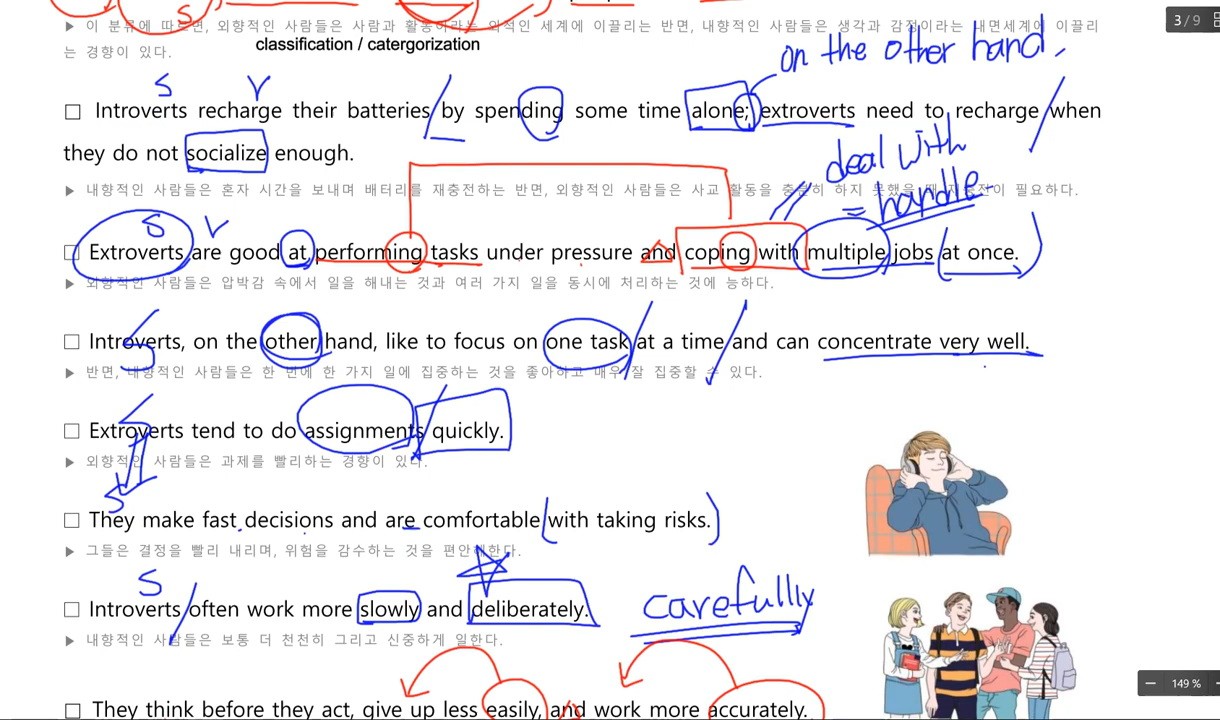 ▶ 이 분류에 따르면, 외향적인 사람들은 사람과 활동이라는 외적인 세계에 이끌리는 반면, 내향적인 사람들은 생각과 감정이라는 내면세계에 이끌리
는 경향이 있다.
classification / catergorization
on the other hand,
S V
□ Introverts recharge their batteries by spending some time alone; extroverts need to recharge when
they do not socialize enough.
deal with
▶ 내향적인 사람들은 혼자 시간을 보내며 배터리를 재충전하는 반면, 외향적인 사람들은 사교 활동을 충분히 하지 못했을 때 재충전이 필요하다.
= handle
S V
□ Extroverts are good at performing tasks under pressure and coping with multiple jobs at once.
▶ 외향적인 사람들은 압박감 속에서 일을 해내는 것과 여러 가지 일을 동시에 처리하는 것에 능하다.
□ Introverts, on the other hand, like to focus on one task at a time and can concentrate very well.
▶ 반면, 내향적인 사람들은 한 번에 한 가지 일에 집중하는 것을 좋아하고 매우 잘 집중할 수 있다.
□ Extroverts tend to do assignments quickly.
▶ 외향적인 사람들은 과제를 빨리하는 경향이 있다.
S
□ They make fast decisions and are comfortable with taking risks.
▶ 그들은 결정을 빨리 내리며, 위험을 감수하는 것을 편안해한다.
S
□ Introverts often work more slowly and deliberately.
carefully
▶ 내향적인 사람들은 보통 더 천천히 그리고 신중하게 일한다.
□ They think before they act, give up less easily, and work more accurately.
3 / 9
149 %